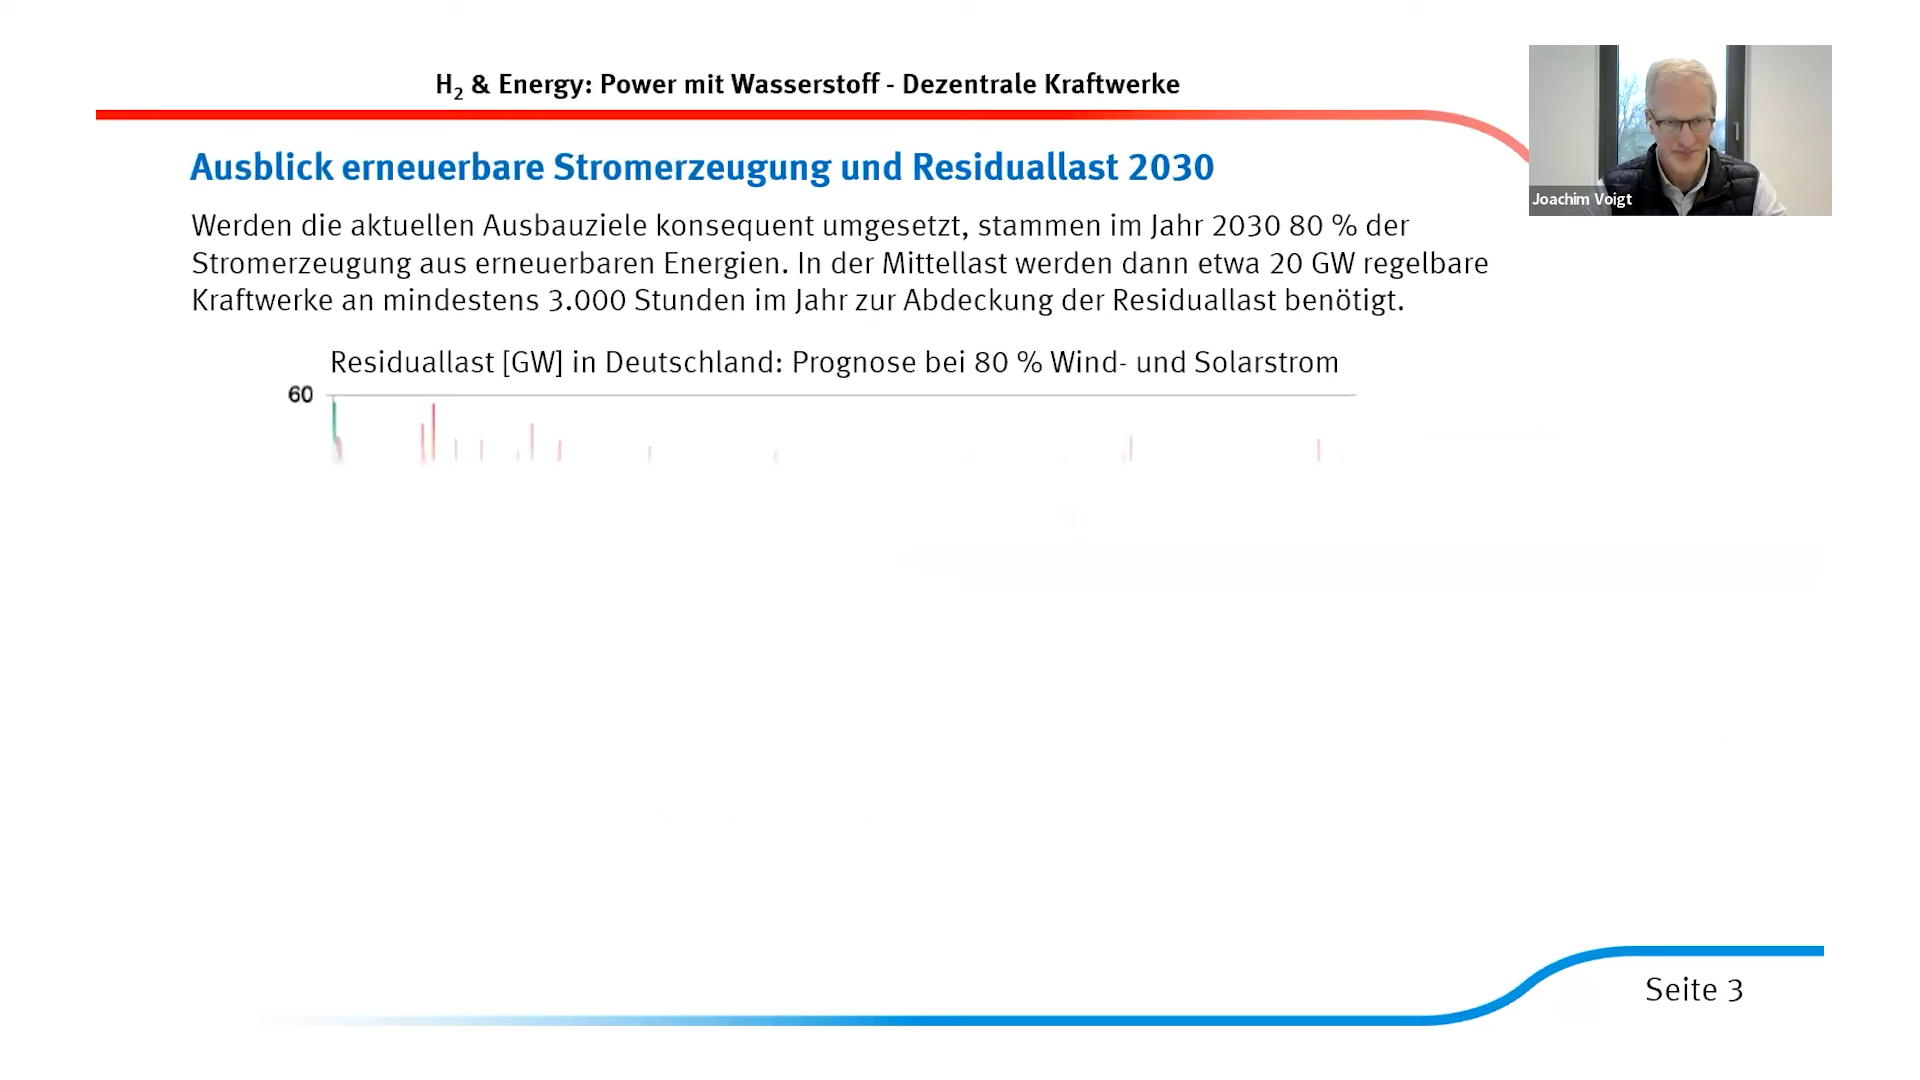 H₂ & Energy: Power mit Wasserstoff - Dezentrale Kraftwerke
Joachim Voigt
Ausblick erneuerbare Stromerzeugung und Residuallast 2030
Werden die aktuellen Ausbauziele konsequent umgesetzt, stammen im Jahr 2030 80 % der
Stromerzeugung aus erneuerbaren Energien. In der Mittellast werden dann etwa 20 GW regelbare
Kraftwerke an mindestens 3.000 Stunden im Jahr zur Abdeckung der Residuallast benötigt.
Residuallast [GW] in Deutschland: Prognose bei 80 % Wind- und Solarstrom
60
Seite 3